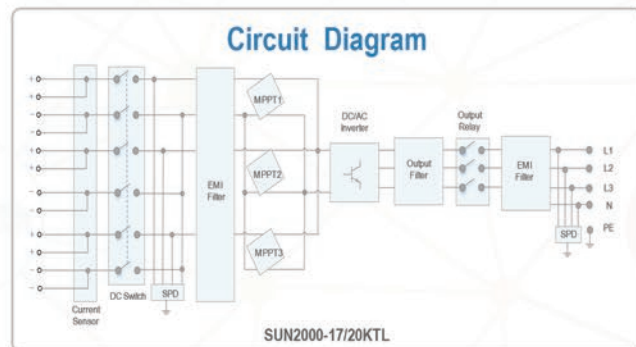 Circuit Diagram
+
+
-
-
+
+
-
-
+
+
-
-
Current
Sensor
DC Switch
SPD
EMI
Filter
MPPT1
MPPT2
MPPT3
DC/AC
Inverter
Output
Filter
Output
Relay
EMI
Filter
L1
L2
L3
N
PE
SPD
SUN2000-17/20KTL